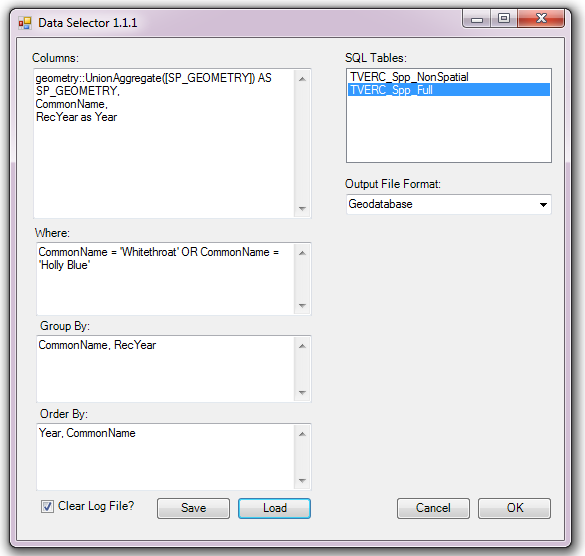 Data Selector 1.1.1
Columns:
geometry::UnionAggregate([SP_GEOMETRY]) AS
SP_GEOMETRY,
CommonName,
RecYear as Year
Where:
CommonName = 'Whitethroat' OR CommonName =
'Holly Blue'
Group By:
CommonName, RecYear
Order By:
Year, CommonName
Clear Log File?
Save
Load
SQL Tables:
TVERC_Spp_NonSpatial
TVERC_Spp_Full
Output File Format:
Geodatabase
Cancel
OK